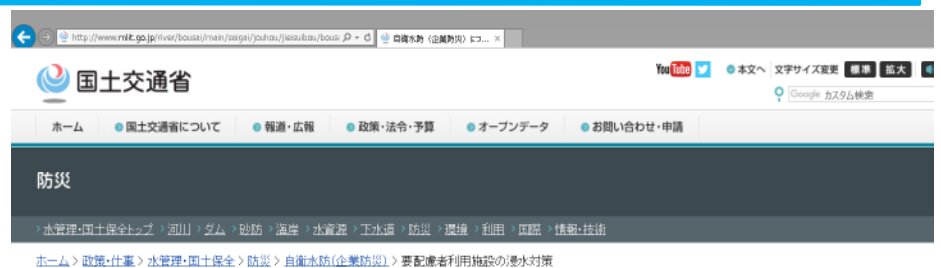 http://www.mlit.go.jp/river/bousai/main/saigai/jouhou/jieisuibou/bous 自衛水防（企業防災）につ... ×
国土交通省
You Tube 本文へ 文字サイズ変更 標準 拡大
Google カスタム検索
ホーム 国土交通省について 報道・広報 政策・法令・予算 オープンデータ お問い合わせ・申請
防災
> 水管理・国土保全トップ > 河川 > ダム > 砂防 > 海岸 > 水資源 > 下水道 > 防災 > 環境 > 利用 > 国際 > 情報・技術
ホーム > 政策・仕事 > 水管理・国土保全 > 防災 > 自衛水防(企業防災) > 要配慮者利用施設の浸水対策